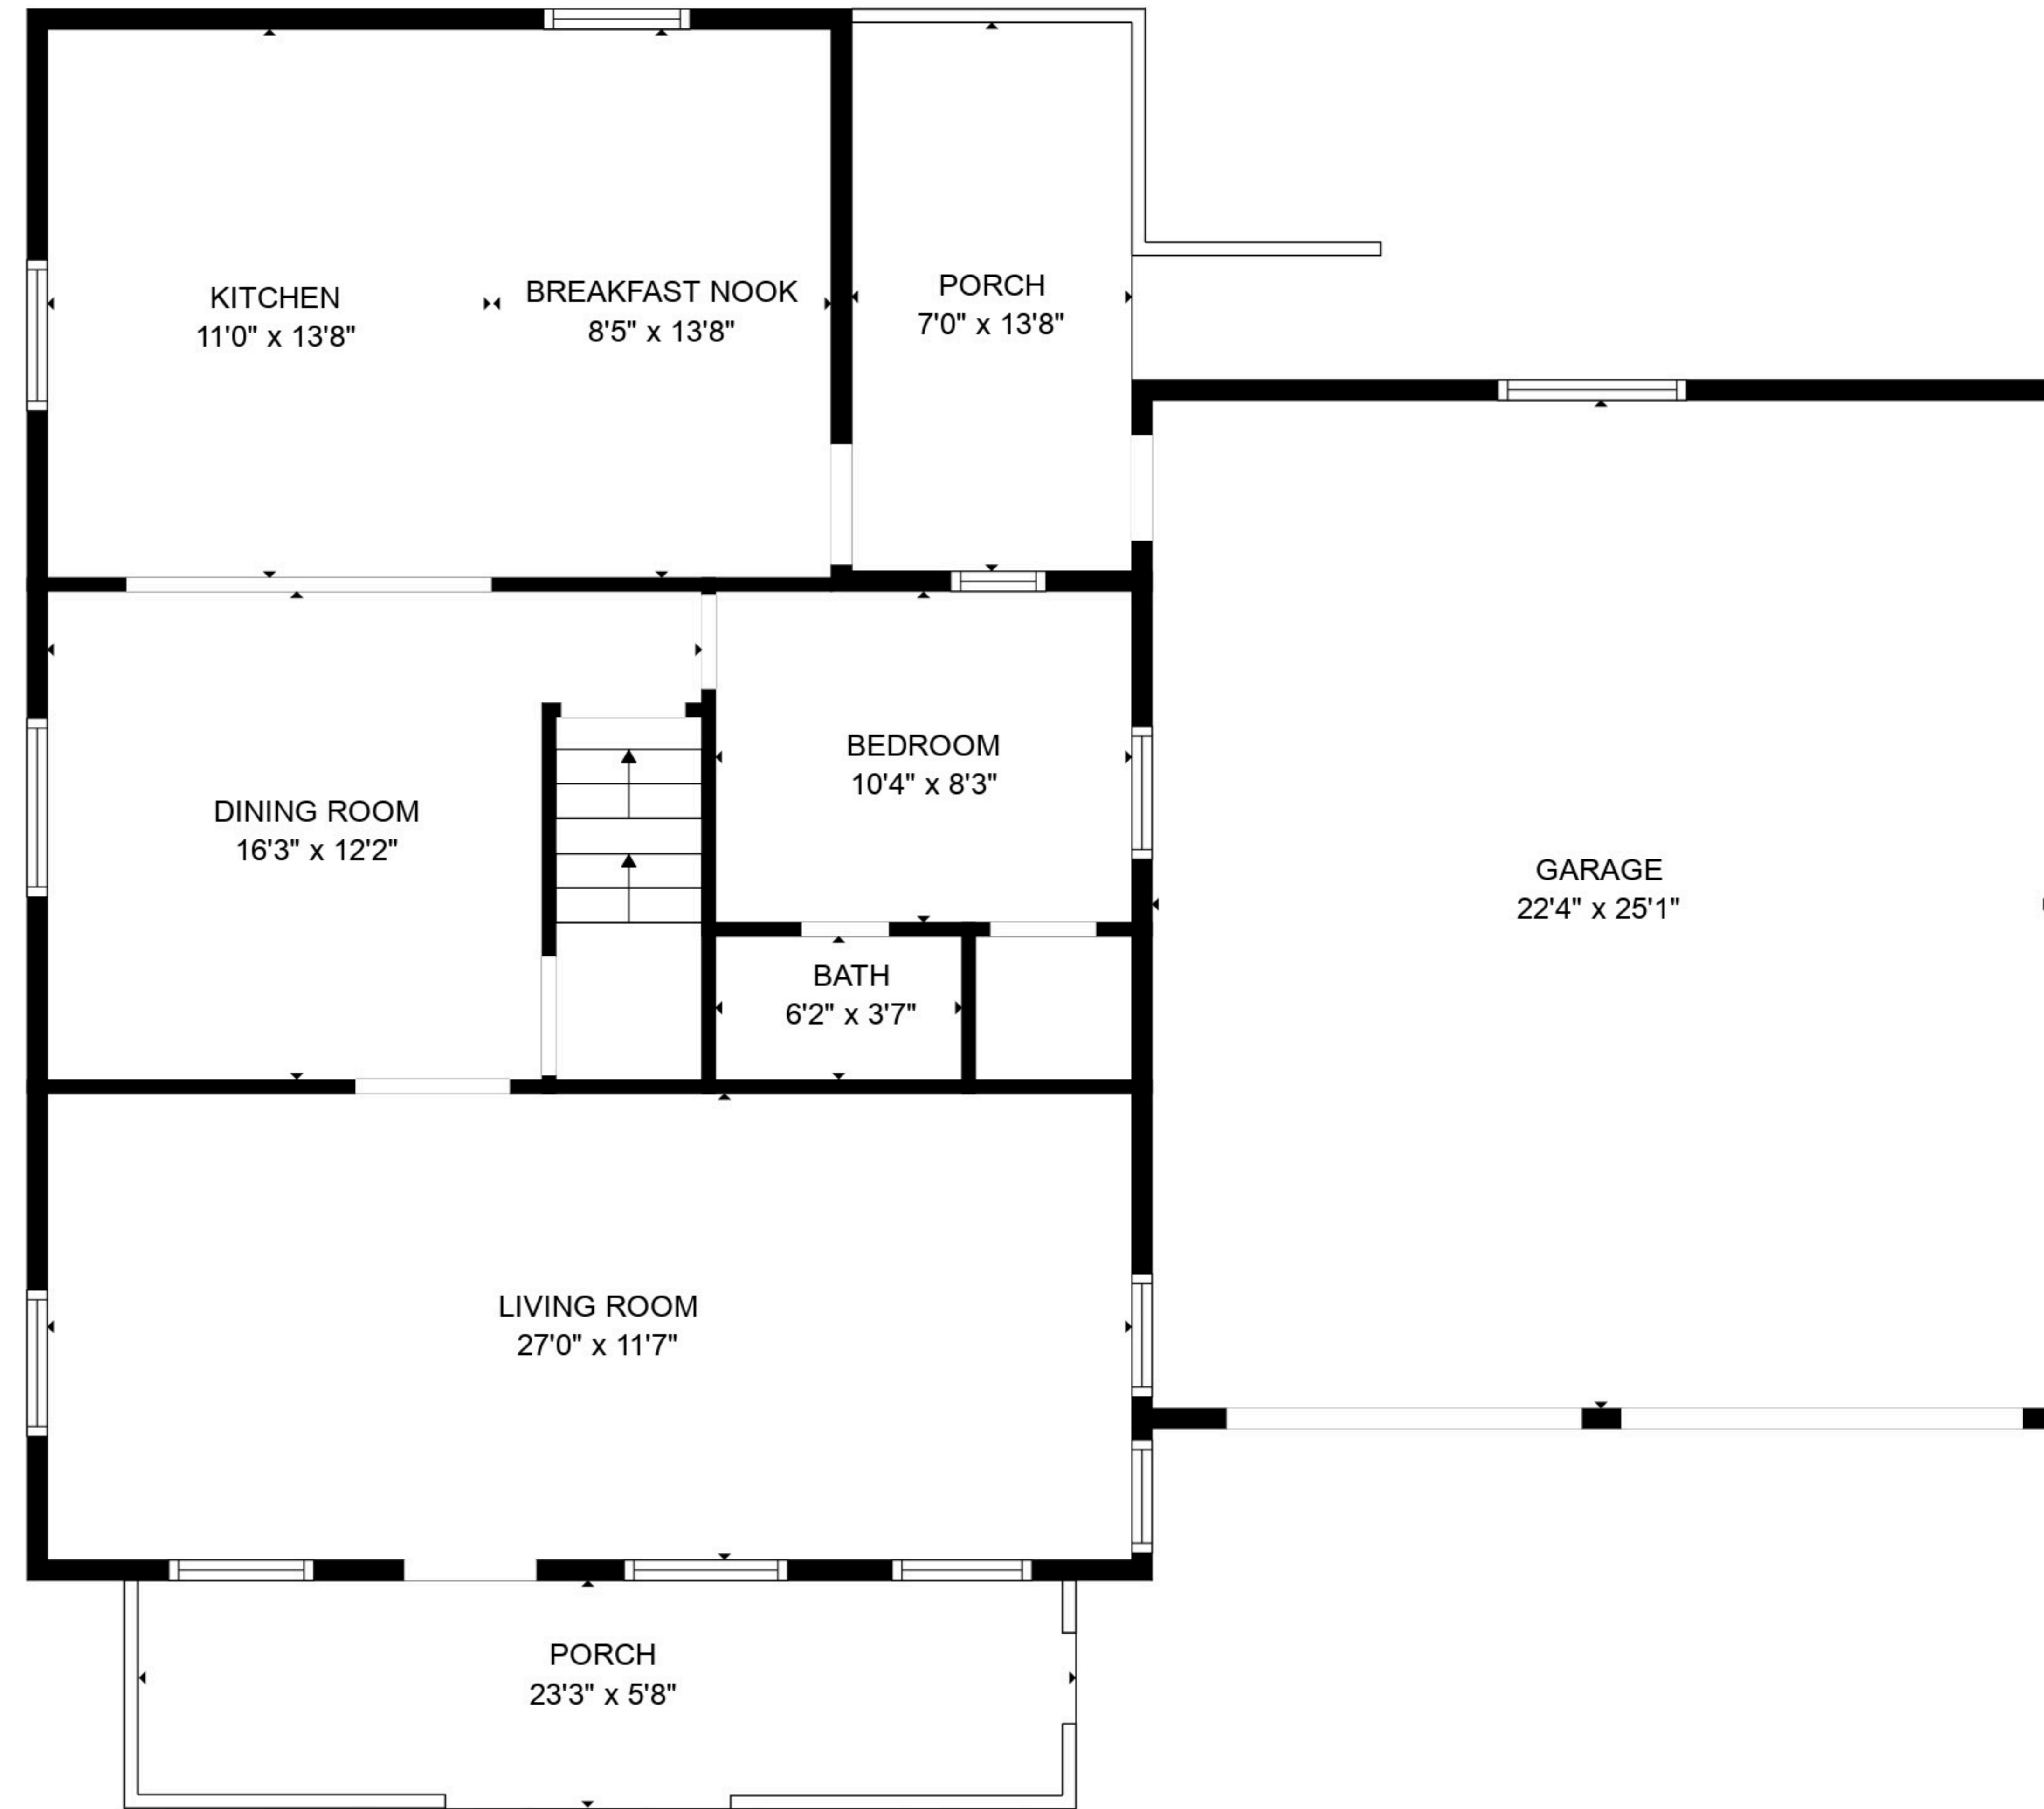 KITCHEN
11'0" x 13'8"
BREAKFAST NOOK
8'5" x 13'8"
PORCH
7'0" x 13'8"
BEDROOM
10'4" x 8'3"
DINING ROOM
16'3" x 12'2"
GARAGE
22'4" x 25'1"
BATH
6'2" x 3'7"
LIVING ROOM
27'0" x 11'7"
PORCH
23'3" x 5'8"